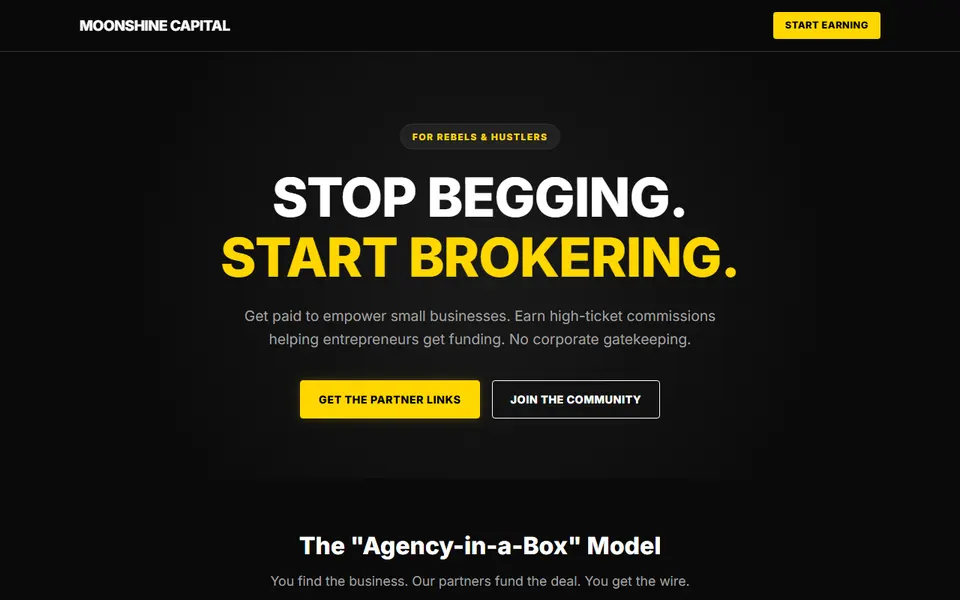 MOONSHINE CAPITAL
START EARNING
FOR REBELS & HUSTLERS
STOP BEGGING.
START BROKERING.
Get paid to empower small businesses. Earn high-ticket commissions
helping entrepreneurs get funding. No corporate gatekeeping.
GET THE PARTNER LINKS
JOIN THE COMMUNITY
The "Agency-in-a-Box" Model
You find the business. Our partners fund the deal. You get the wire.